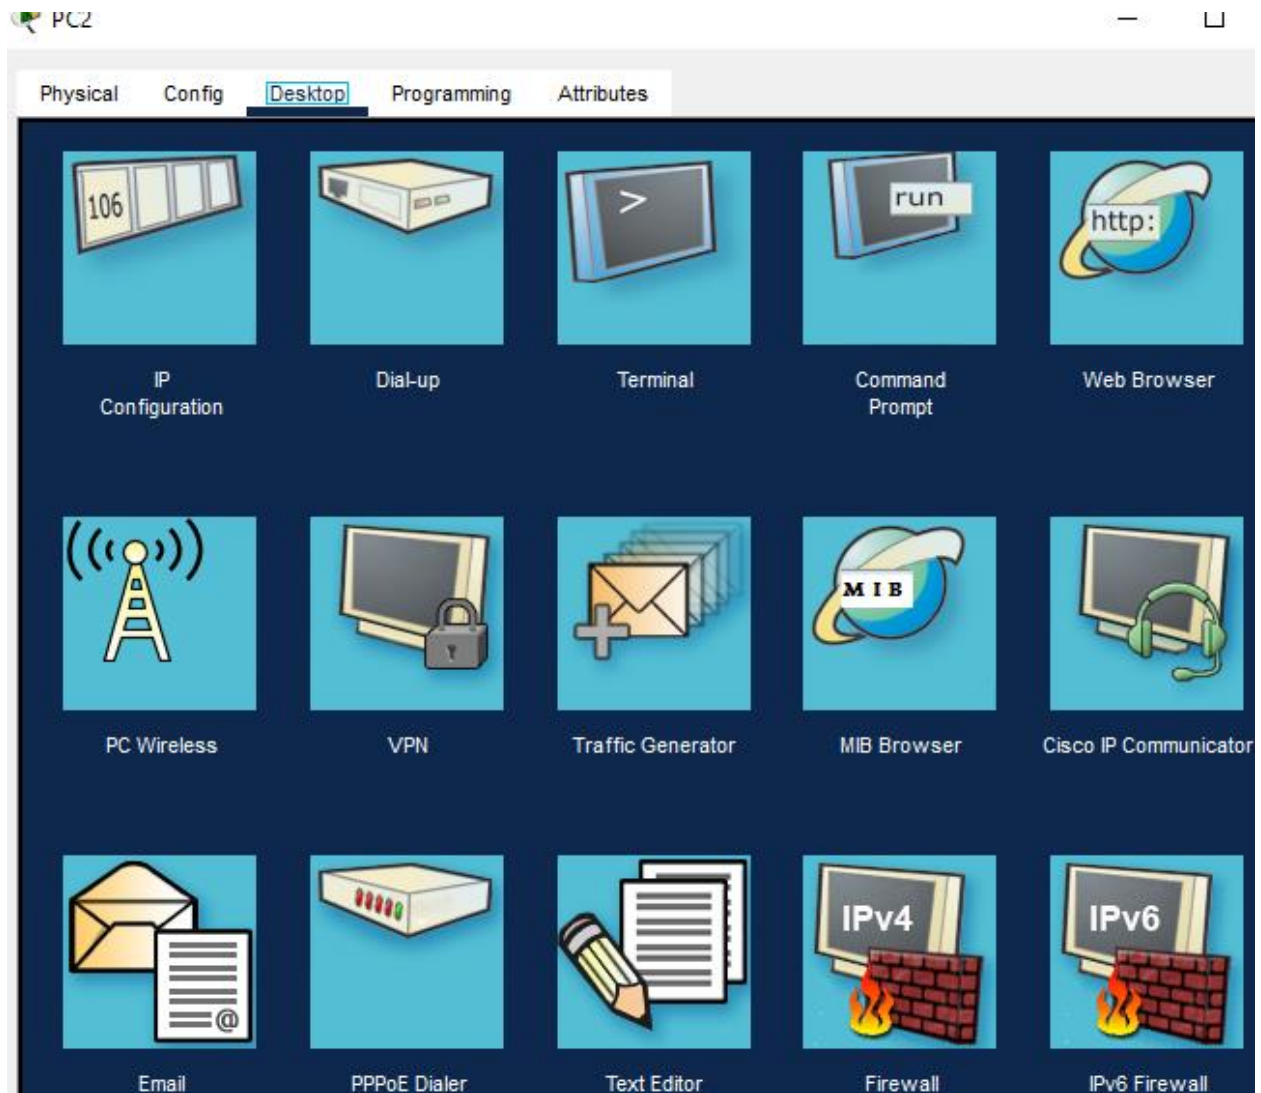 PC2
Physical Config Desktop Programming Attributes
106
>
run
http:
IP
Configuration
Dial-up
Terminal
Command
Prompt
Web Browser
MIB
PC Wireless
VPN
Traffic Generator
MIB Browser
Cisco IP Communicator
@
IPv4
IPv6
Email
PPPoE Dialer
Text Editor
Firewall
IPv6 Firewall